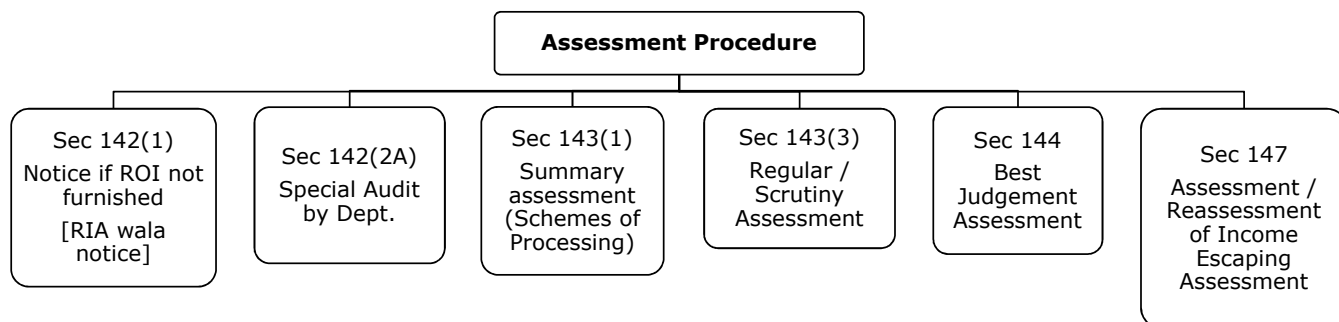 Assessment Procedure
Sec 142(1)
Notice if ROI not
furnished
[RIA wala
notice]
Sec 142(2A)
Special Audit
by Dept.
Sec 143(1)
Summary
assessment
(Schemes of
Processing)
Sec 143(3)
Regular /
Scrutiny
Assessment
Sec 144
Best
Judgement
Assessment
Sec 147
Assessment /
Reassessment
of Income
Escaping
Assessment